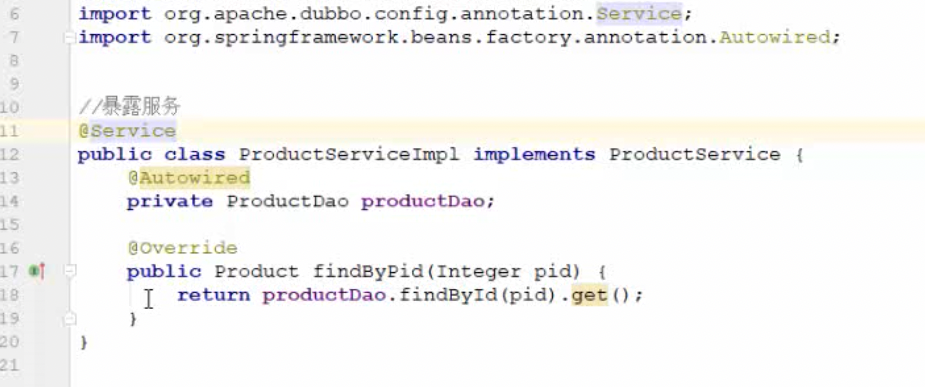 6 import org.apache.dubbo.config.annotation.Service;
7 import org.springframework.beans.factory.annotation.Autowired;
8
9
10 //暴露服务
11 @Service
12 public class ProductServiceImpl implements ProductService {
13 @Autowired
14 private ProductDao productDao;
15
16 @Override
17 public Product findByPid(Integer pid) {
18 return productDao.findById(pid).get();
19 }
20 }
21